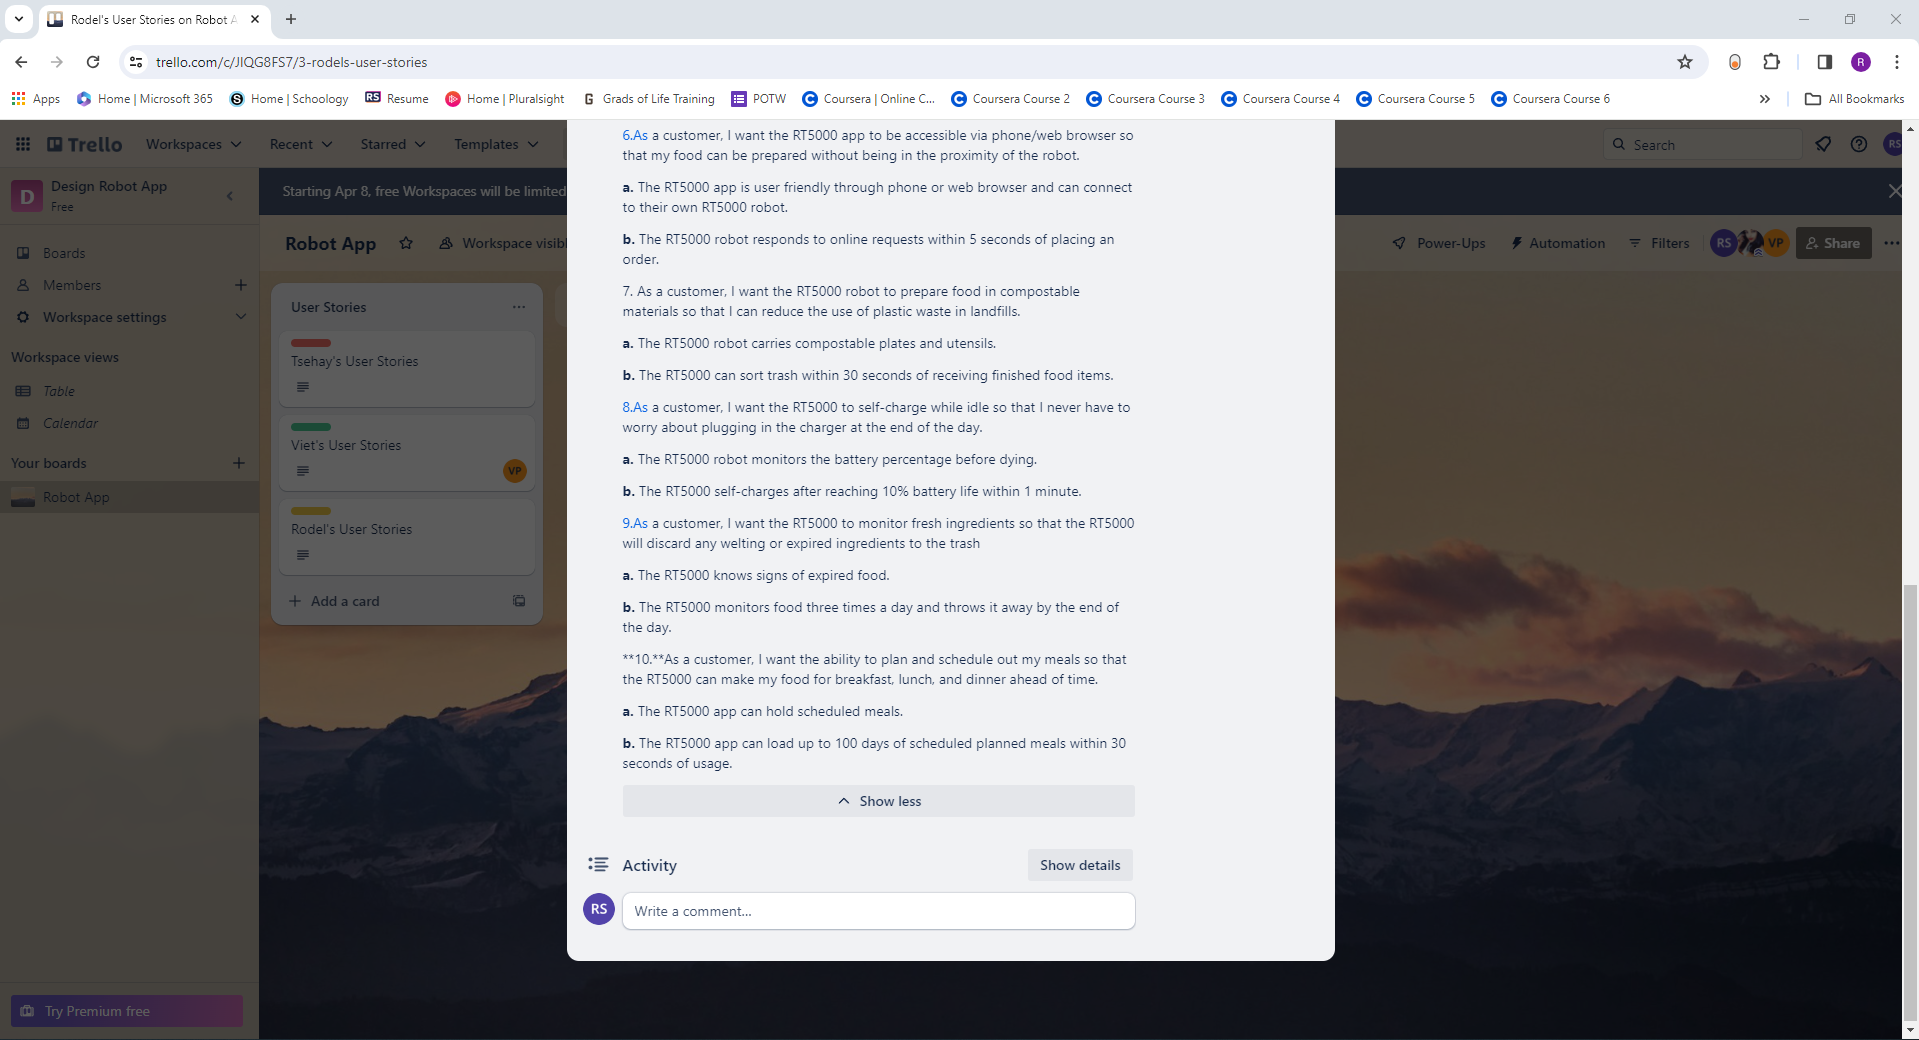 Rodel's User Stories on Robot A
trello.com/c/JIQG8FS7/3-rodels-user-stories
R
Apps
Home | Microsoft 365
Home | Schoology
RS Resume
Home | Pluralsight
G Grads of Life Training
POTW
Coursera | Online C...
Coursera Course 2
Coursera Course 3
Coursera Course 4
Coursera Course 5
Coursera Course 6
All Bookmarks
Trello
Workspaces
Recent
Starred
Templates
Search
RS
D
Design Robot App
Free
Starting Apr 8, free Workspaces will be limited
Robot App
Workspace visibl
Power-Ups
Automation
Filters
RS
VP
Share
Boards
Members
Workspace settings
Workspace views
Table
Calendar
Your boards
Robot App
Try Premium free
User Stories
Tsehay's User Stories
Viet's User Stories
VP
Rodel's User Stories
Add a card
6.As a customer, I want the RT5000 app to be accessible via phone/web browser so
that my food can be prepared without being in the proximity of the robot.
a. The RT5000 app is user friendly through phone or web browser and can connect
to their own RT5000 robot.
b. The RT5000 robot responds to online requests within 5 seconds of placing an
order.
7. As a customer, I want the RT5000 robot to prepare food in compostable
materials so that I can reduce the use of plastic waste in landfills.
a. The RT5000 robot carries compostable plates and utensils.
b. The RT5000 can sort trash within 30 seconds of receiving finished food items.
8.As a customer, I want the RT5000 to self-charge while idle so that I never have to
worry about plugging in the charger at the end of the day.
a. The RT5000 robot monitors the battery percentage before dying.
b. The RT5000 self-charges after reaching 10% battery life within 1 minute.
9.As a customer, I want the RT5000 to monitor fresh ingredients so that the RT5000
will discard any welting or expired ingredients to the trash
a. The RT5000 knows signs of expired food.
b. The RT5000 monitors food three times a day and throws it away by the end of
the day.
**10.**As a customer, I want the ability to plan and schedule out my meals so that
the RT5000 can make my food for breakfast, lunch, and dinner ahead of time.
a. The RT5000 app can hold scheduled meals.
b. The RT5000 app can load up to 100 days of scheduled planned meals within 30
seconds of usage.
Show less
Activity
Show details
RS
Write a comment...